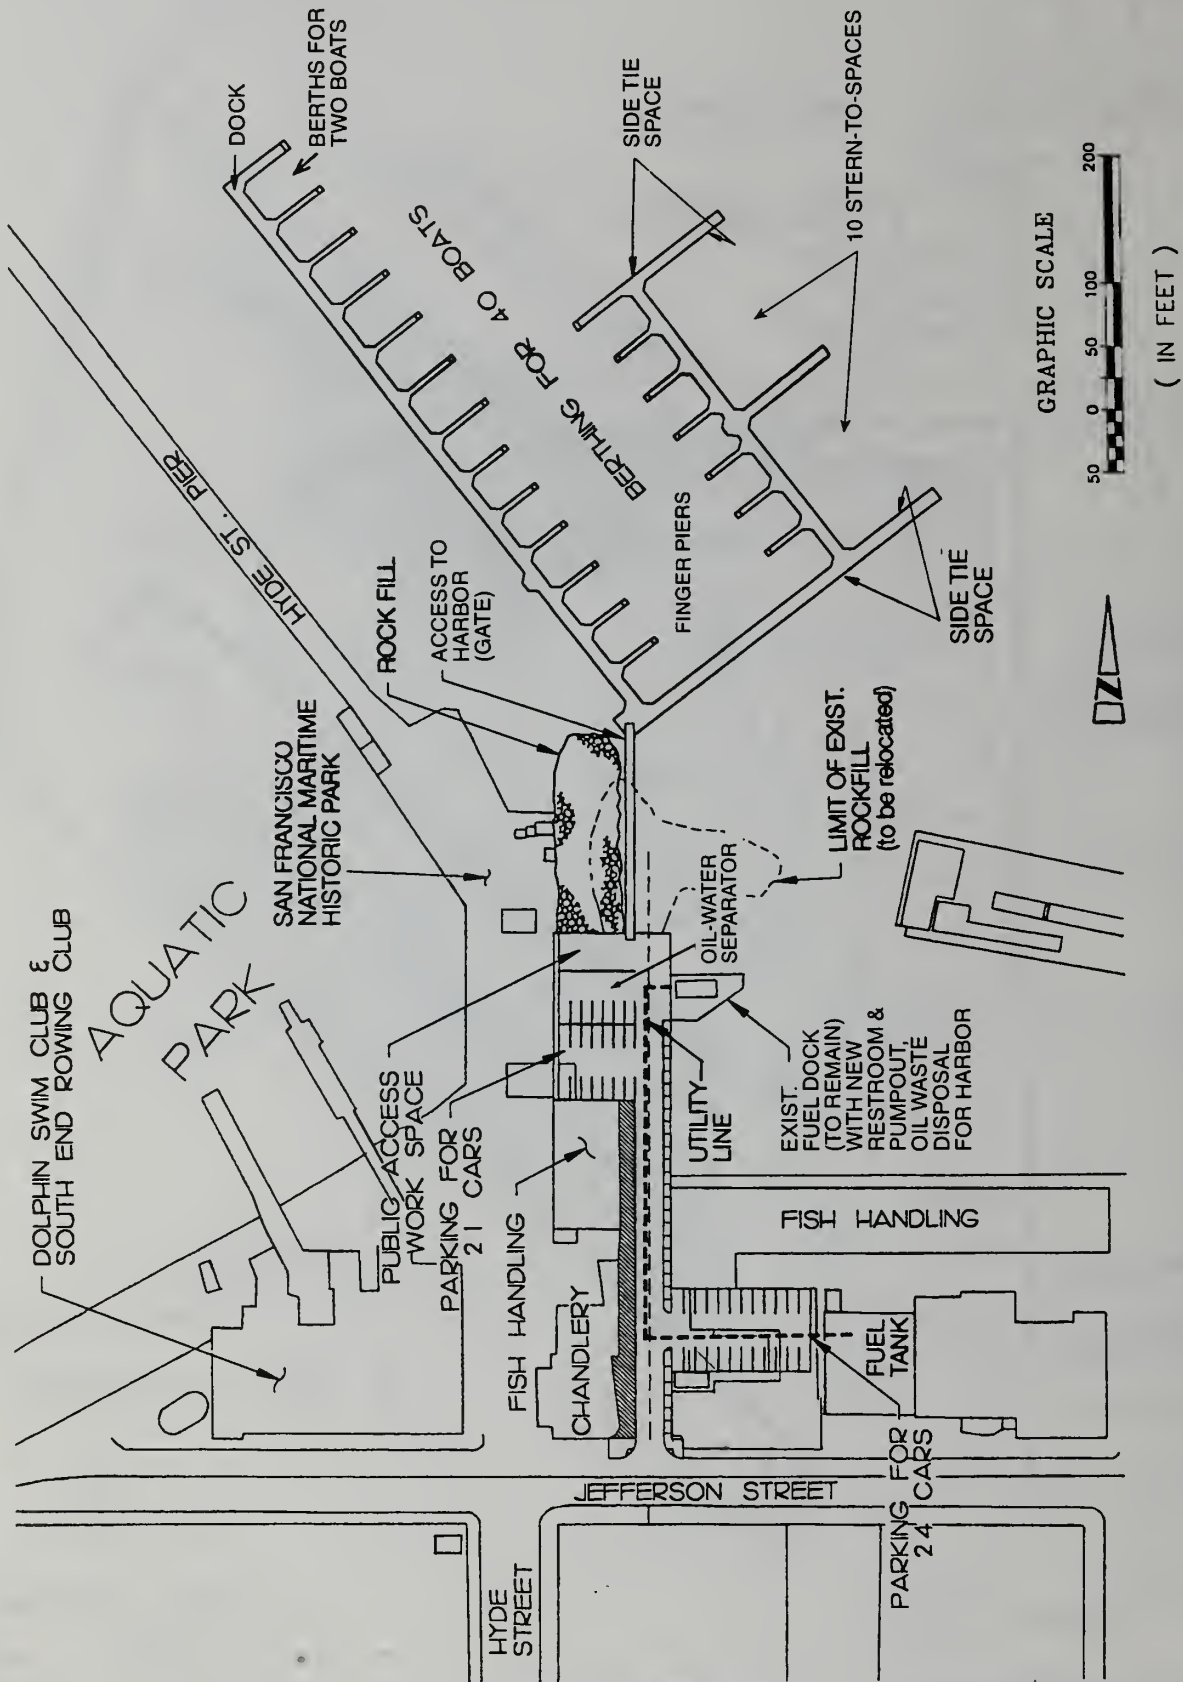 DOLPHIN SWIM CLUB &
SOUTH END ROWING CLUB
AQUATIC
PARK
SAN FRANCISCO
NATIONAL MARITIME
HISTORIC PARK
HYDE ST. PIER
DOCK
BERTHS FOR
TWO BOATS
BERTHING FOR 40 BOATS
SIDE TIE
SPACE
10 STERN-TO-SPACES
ROCK FILL
ACCESS TO
HARBOR
(GATE)
FINGER PIERS
SIDE TIE
SPACE
PUBLIC ACCESS
WORK SPACE
PARKING FOR
21 CARS
FISH HANDLING
CHANDLERY
OIL-WATER
SEPARATOR
LIMIT OF EXIST.
ROCKFILL
(to be relocated)
UTILITY
LINE
EXIST.
FUEL DOCK
(TO REMAIN)
WITH NEW
RESTROOM &
PUMPOUT,
OIL WASTE
DISPOSAL
FOR HARBOR
FISH HANDLING
FUEL
TANK
PARKING FOR
24 CARS
JEFFERSON STREET
HYDE
STREET
N
GRAPHIC SCALE
50 0 50 100 200
( IN FEET )